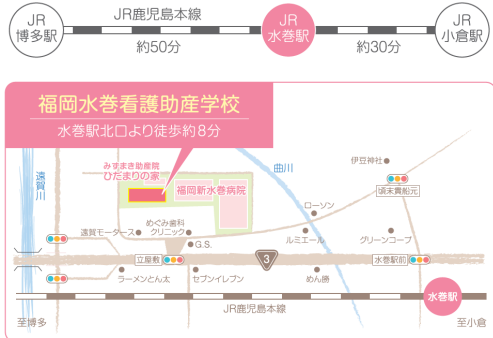 JR
博多駅
JR鹿児島本線
約50分
JR
水巻駅
約30分
JR
小倉駅
福岡水巻看護助産学校
水巻駅北口より徒歩約8分
遠賀川
みずまき助産院
ひだまりの家
福岡新水巻病院
曲川
伊豆神社
頃末貴船元
ローソン
めぐみ歯科
クリニック
遠賀モータース
G.S.
ルミエール
グリーンコープ
立屋敷
3
水巻駅前
ラーメンとん太
セブンイレブン
めん勝
水巻駅
JR鹿児島本線
至博多
至小倉